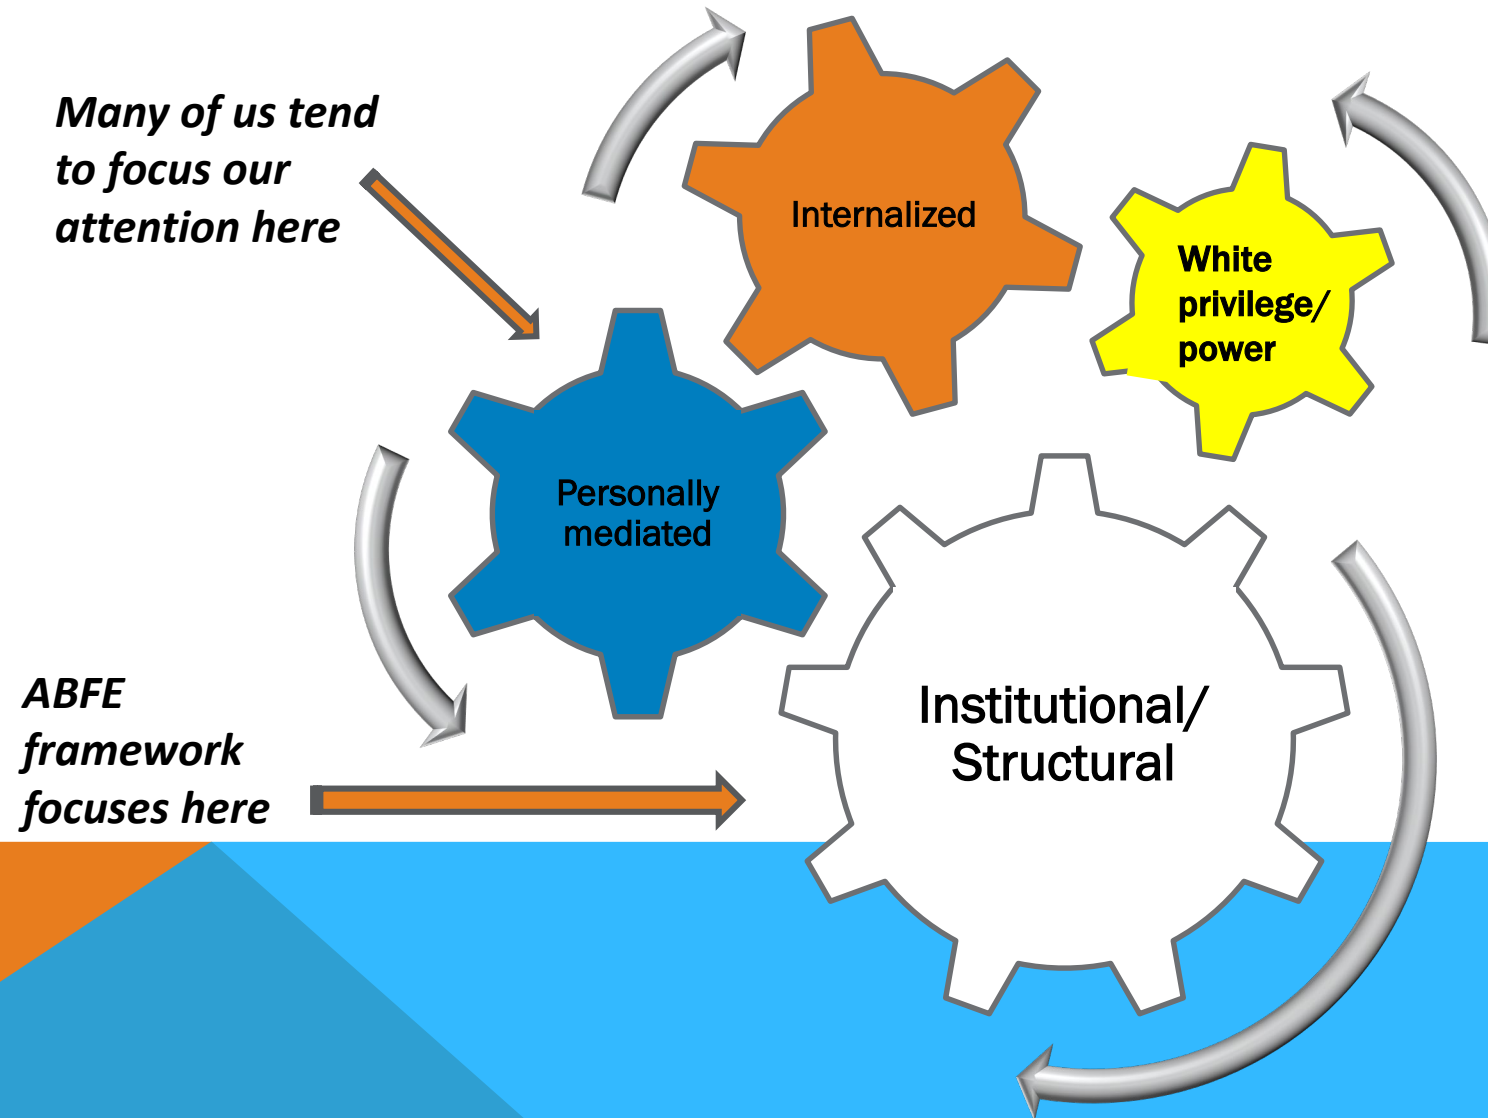 Many of us tend
to focus our
attention here
Internalized
White
privilege/
power
Personally
mediated
ABFE
framework
focuses here
Institutional/
Structural